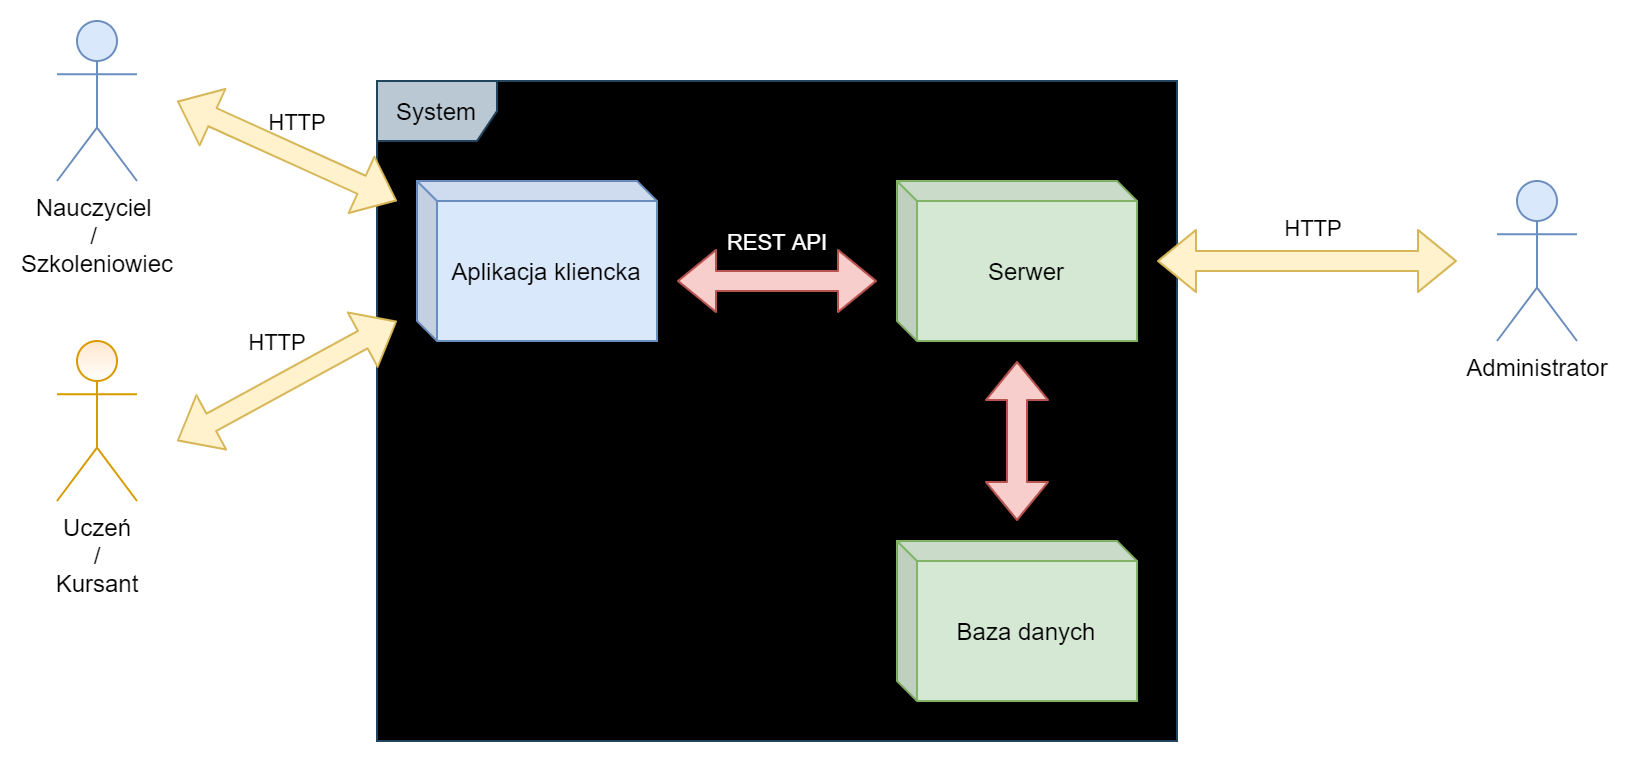 HTTP
System
Nauczyciel
/
Szkoleniowiec
Aplikacja kliencka
REST API
Serwer
HTTP
Administrator
HTTP
Uczeń
/
Kursant
Baza danych